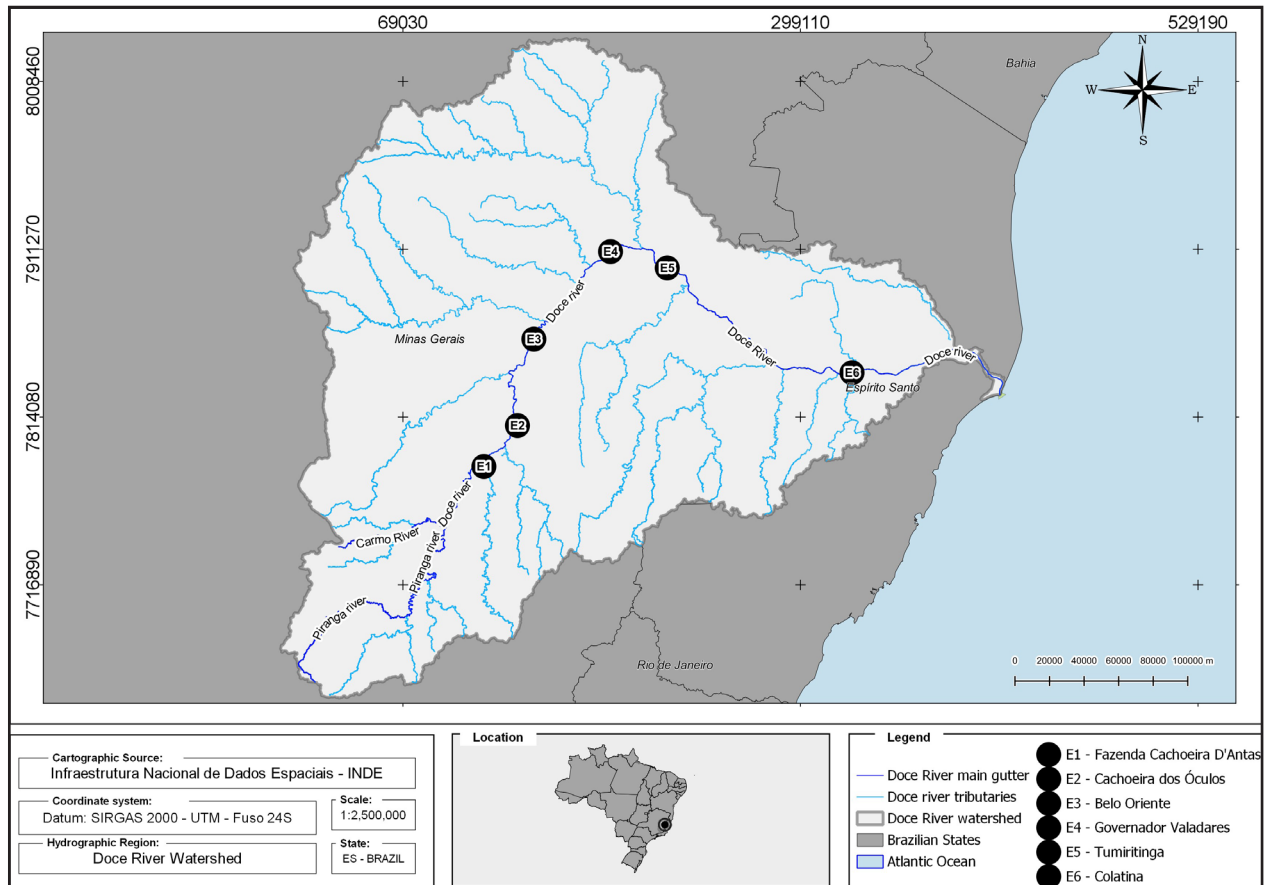 69030
299110
529190
8008460
7911270
7814080
7716890
Bahia
N
W
E
S
E4
E5
Doce river
Minas Gerais
E3
Doce River
Doce river
E6
Espírito Santo
E2
E1
Doce river
Carmo River
Piranga river
Piranga river
Rio de Janeiro
0 20000 40000 60000 80000 100000 m
Cartographic Source:
Infraestrutura Nacional de Dados Espaciais - INDE
Coordinate system:
Datum: SIRGAS 2000 - UTM - Fuso 24S
Scale:
1:2,500,000
Hydrographic Region:
Doce River Watershed
State:
ES - BRAZIL
Location
Legend
Doce River main gutter
Doce river tributaries
Doce River watershed
Brazilian States
Atlantic Ocean
E1 - Fazenda Cachoeira D'Antas
E2 - Cachoeira dos Óculos
E3 - Belo Oriente
E4 - Governador Valadares
E5 - Tumiritinga
E6 - Colatina